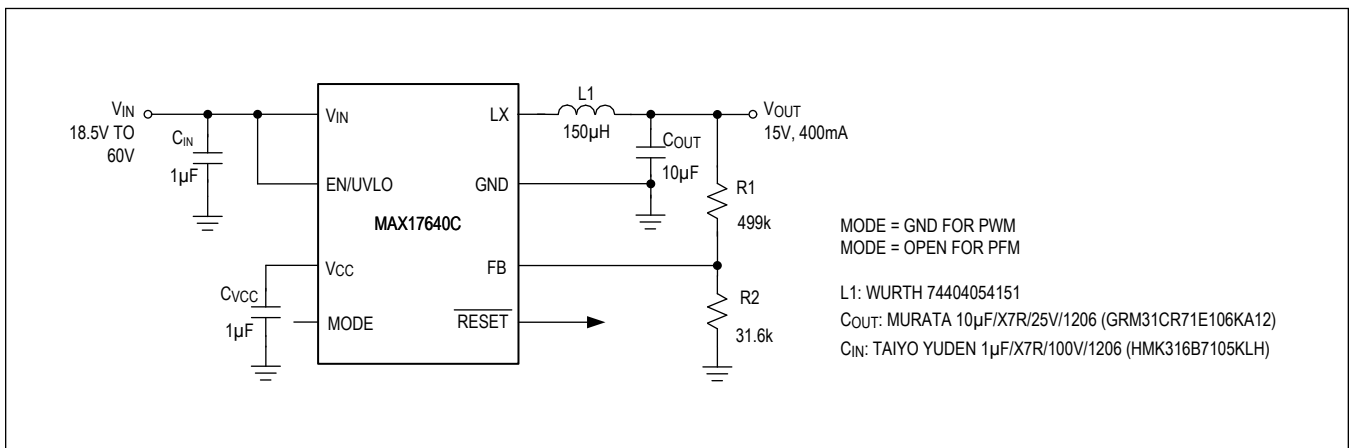 VIN
18.5V TO
60V
CIN
1µF
VIN
EN/UVLO
MAX17640C
VCC
CVCC
1µF
MODE
LX
GND
FB
RESET
L1
150µH
COUT
10µF
VOUT
15V, 400mA
R1
499k
R2
31.6k
MODE = GND FOR PWM
MODE = OPEN FOR PFM
L1: WURTH 74404054151
COUT: MURATA 10µF/X7R/25V/1206 (GRM31CR71E106KA12)
CIN: TAIYO YUDEN 1µF/X7R/100V/1206 (HMK316B7105KLH)